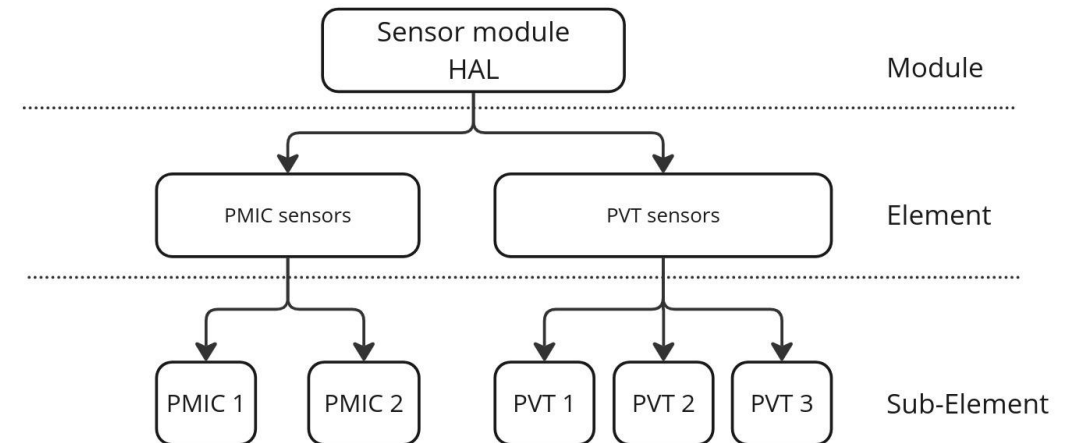 Sensor module
HAL
Module
PMIC sensors
PVT sensors
Element
PMIC 1
PMIC 2
PVT 1
PVT 2
PVT 3
Sub-Element